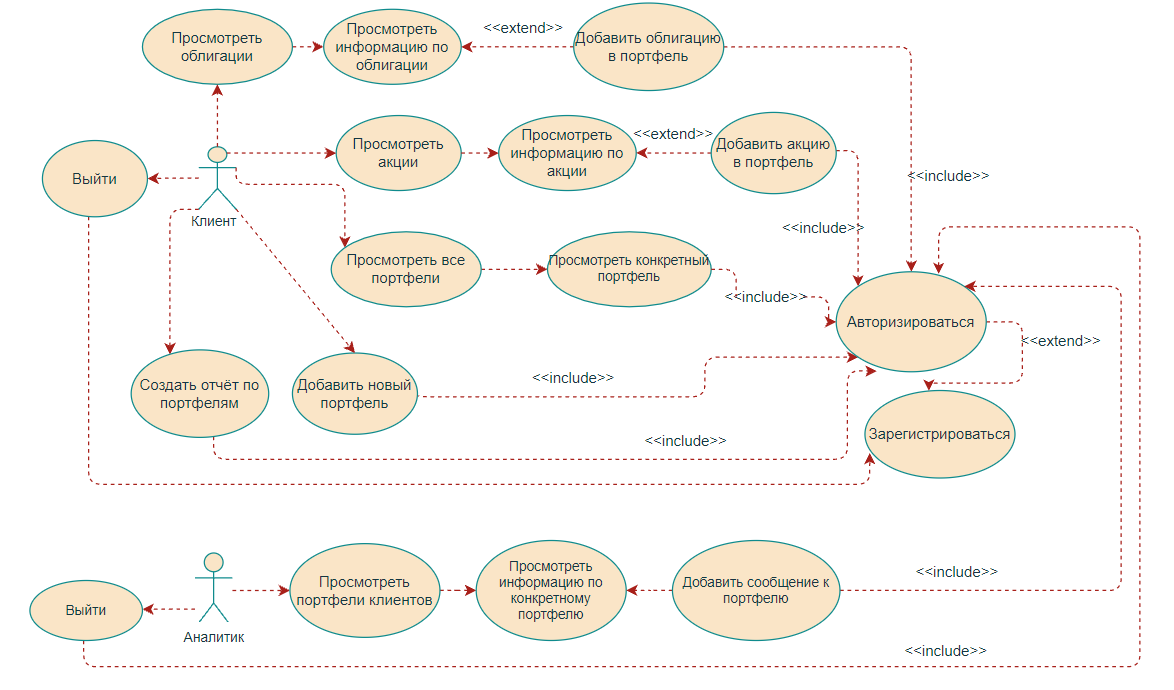 Просмотреть
облигации
Просмотреть
информацию по
облигации
<<extend>>
Добавить облигацию
в портфель
Выйти
Клиент
Просмотреть
акции
Просмотреть
информацию по
акции
<<extend>>
Добавить акцию
в портфель
<<include>>
<<include>>
Просмотреть все
портфели
Просмотреть конкретный
портфель
<<include>>
Авторизироваться
<<extend>>
Создать отчёт по
портфелям
Добавить новый
портфель
<<include>>
<<include>>
Зарегистрироваться
Выйти
Аналитик
Просмотреть
портфели клиентов
Просмотреть
информацию по
конкретному
портфелю
Добавить сообщение к
портфелю
<<include>>
<<include>>